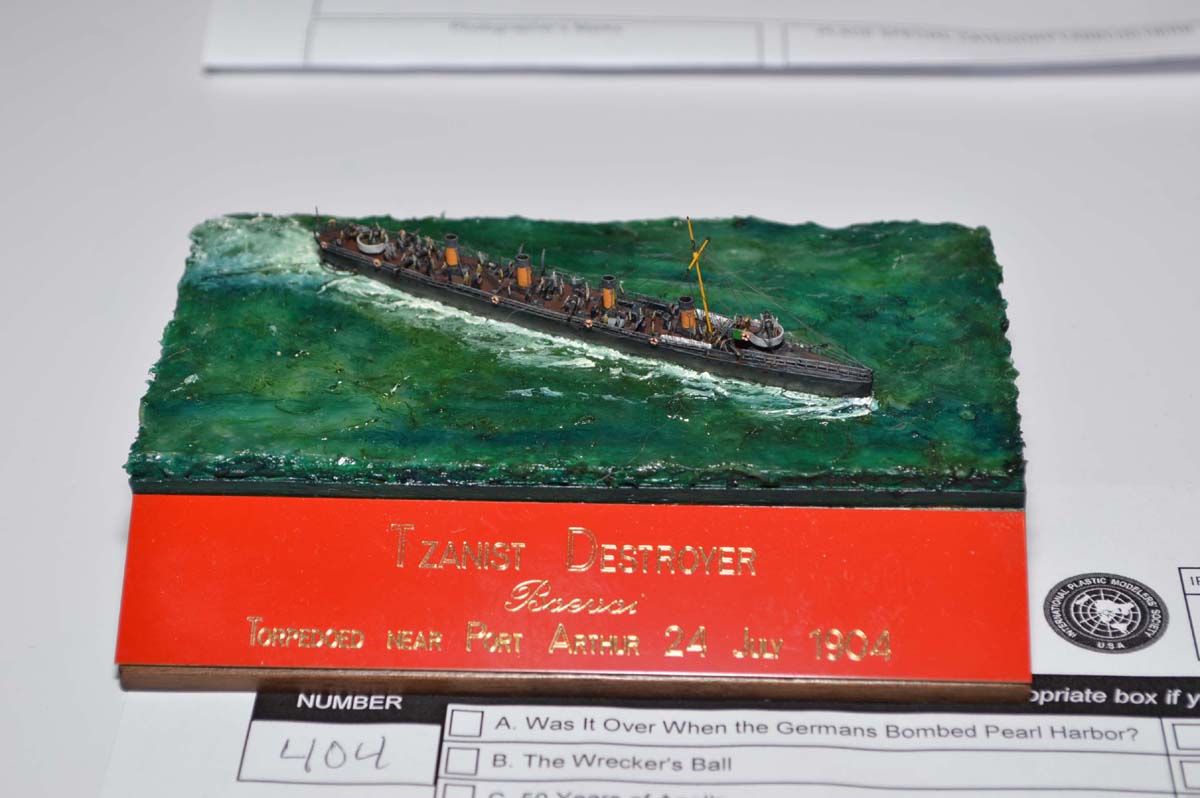 TZANIST DESTROYER
Boevoi
TORPEDOED NEAR PORT ARTHUR 24 JULY 1904
INTERNATIONAL PLASTIC MODELERS' SOCIETY
U.S.A
NUMBER
404
opriate box if y
A. Was It Over When the Germans Bombed Pearl Harbor?
B. The Wrecker's Ball